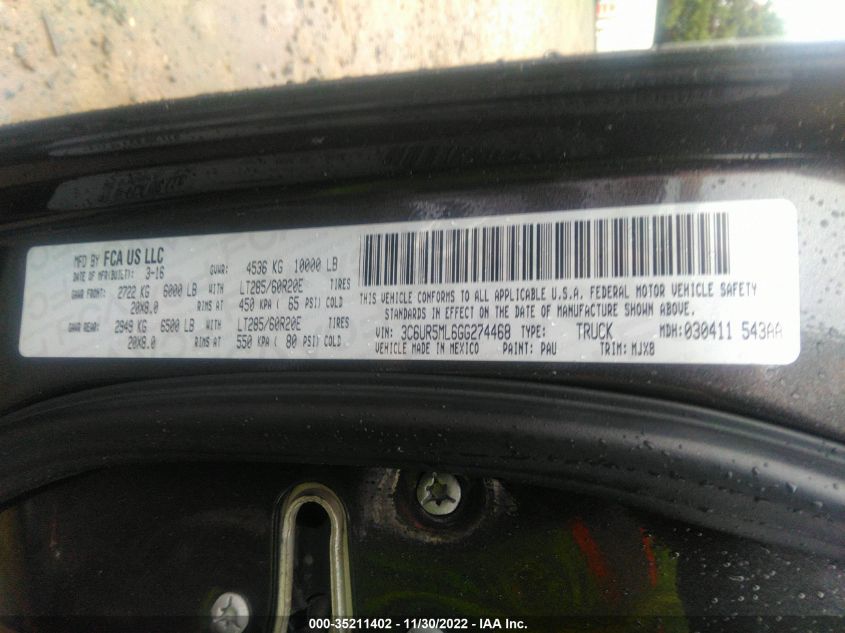 MFD BY FCA US LLC
DATE OF MFR(BUILT): 3-16 GVWR: 4536 KG 10000 LB
GAWR FRONT: 2722 KG 6000 LB WITH LT285/60R20E TIRES
20X8.0 RIMS AT 450 KPA ( 65 PSI) COLD
GAWR REAR: 2949 KG 6500 LB WITH LT285/60R20E TIRES
20X8.0 RIMS AT 550 KPA ( 80 PSI) COLD
THIS VEHICLE CONFORMS TO ALL APPLICABLE U.S.A. FEDERAL MOTOR VEHICLE SAFETY
STANDARDS IN EFFECT ON THE DATE OF MANUFACTURE SHOWN ABOVE.
VIN: 3C6UR5ML6GG274468 TYPE: TRUCK MDH: 030411 543AA
VEHICLE MADE IN MEXICO PAINT: PAU TRIM: MJX8
000-35211402 - 11/30/2022 - IAA Inc.